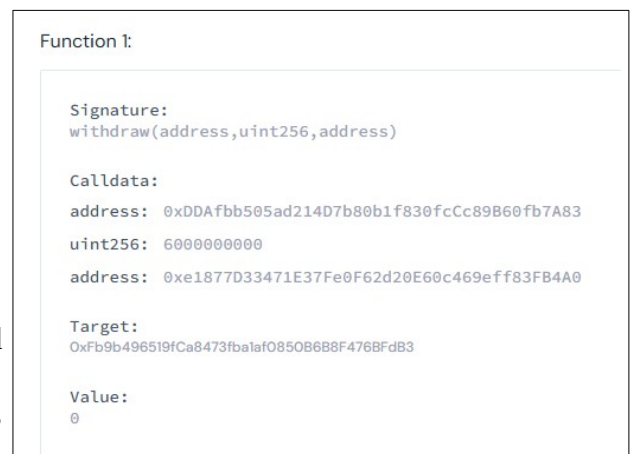 Function 1:
Signature:
withdraw(address,uint256,address)
Calldata:
address: 0xDDAfbb505ad214D7b80b1f830fcCc89B60fb7A83
uint256: 6000000000
address: 0xe1877D33471E37Fe0F62d20E60c469eff83FB4A0
Target:
0xFb9b496519fCa8473fba1af0850B6B8F476BFdB3
Value:
0